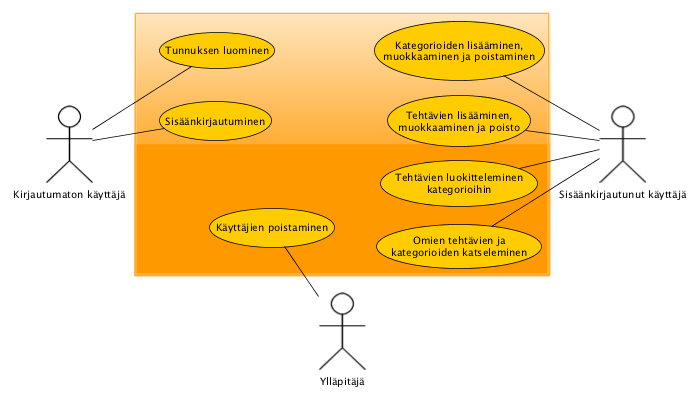 Tunnuksen luominen
Kategorioiden lisääminen,
muokkaaminen ja poistaminen
Sisäänkirjautuminen
Tehtävien lisääminen,
muokkaaminen ja poisto
Kirjautumaton käyttäjä
Sisäänkirjautunut käyttäjä
Tehtävien luokitteleminen
kategorioihin
Käyttäjien poistaminen
Omien tehtävien ja
kategorioiden katseleminen
Ylläpitäjä